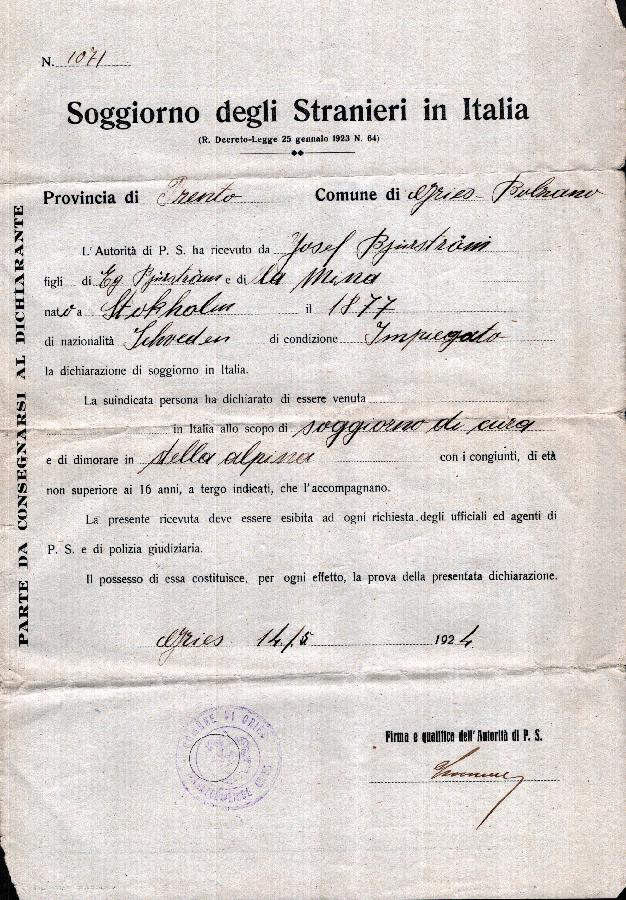 N. 1071
Soggiorno degli Stranieri in Italia
(R. Decreto-Legge 25 gennaio 1923 N. 64)
Provincia di Trento Comune di Gries Bolzano
L'Autorità di P. S. ha ricevuto da Josef Bjurström
figli di Eg Bjurström e di la Mina
nato a Stokholm il 1877
di nazionalità Schveden di condizione Impiegato
la dichiarazione di soggiorno in Italia.
La suindicata persona ha dichiarato di essere venuta
in Italia allo scopo di soggiorno di cura
e di dimorare in stella alpina con i congiunti, di età
non superiore ai 16 anni, a tergo indicati, che l'accompagnano.
La presente ricevuta deve essere esibita ad ogni richiesta degli ufficiali ed agenti di
P. S. e di polizia giudiziaria.
Il possesso di essa costituisce, per ogni effetto, la prova della presentata dichiarazione.
Gries 14/5 1924
Firma e qualifica dell'Autorità di P. S.
PARTE DA CONSEGNARSI AL DICHIARANTE